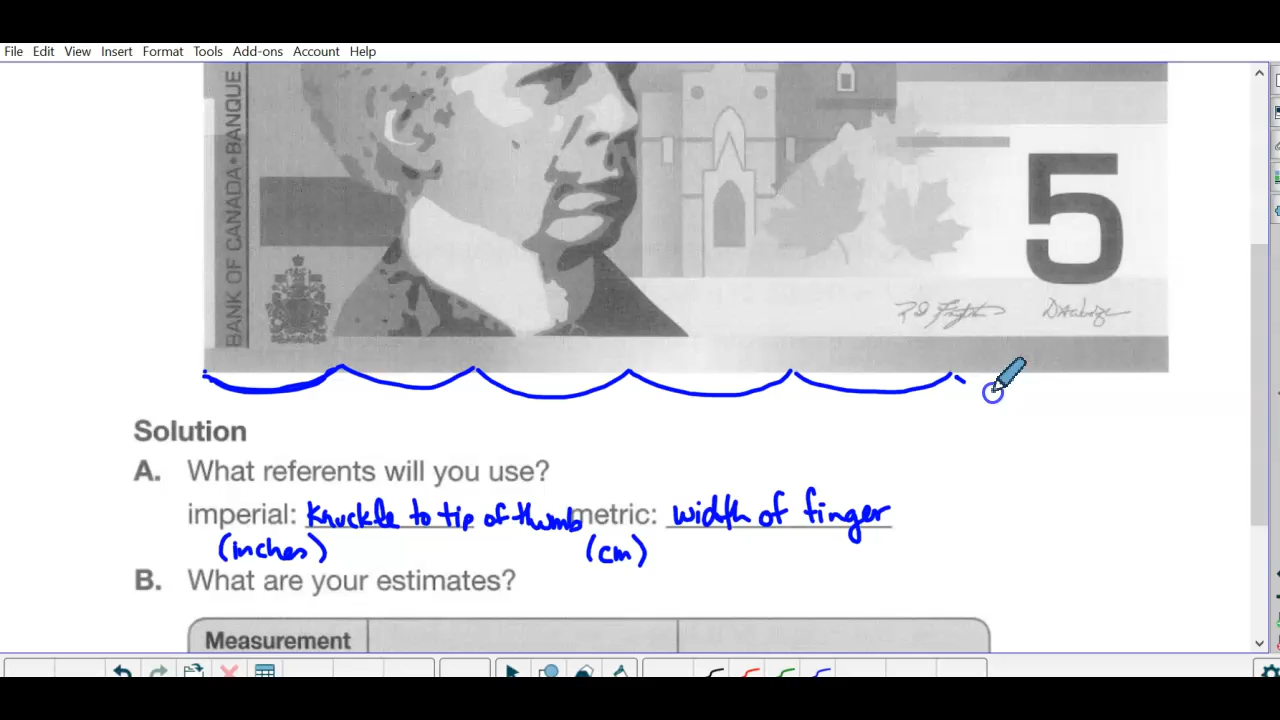 File Edit View Insert Format Tools Add-ons Account Help
BANK OF CANADA • BANQUE
5
Solution
A. What referents will you use?
imperial: knuckle to tip of thumb metric: width of finger
(inches) (cm)
B. What are your estimates?
Measurement